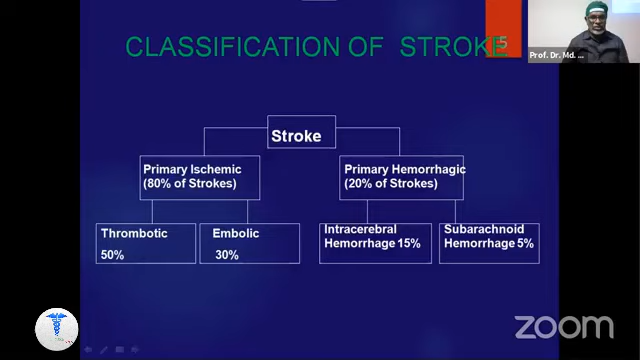 CLASSIFICATION OF STROKE
5
Prof. Dr. Md. ...
Stroke
Primary Ischemic
(80% of Strokes)
Primary Hemorrhagic
(20% of Strokes)
Thrombotic
50%
Embolic
30%
Intracerebral
Hemorrhage 15%
Subarachnoid
Hemorrhage 5%
zoom